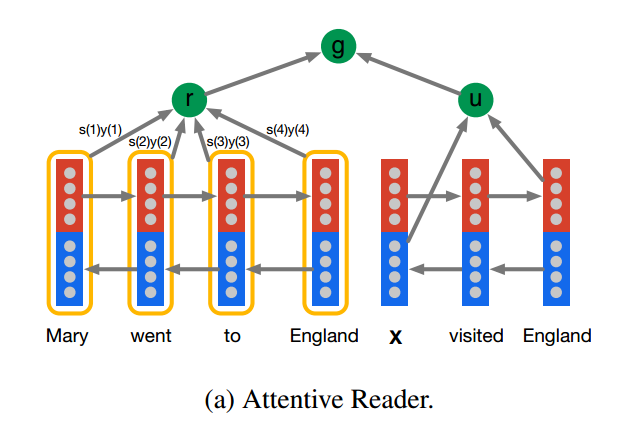 g
r
u
s(1)y(1)
s(2)y(2)
s(3)y(3)
s(4)y(4)
Mary went to England X visited England
(a) Attentive Reader.